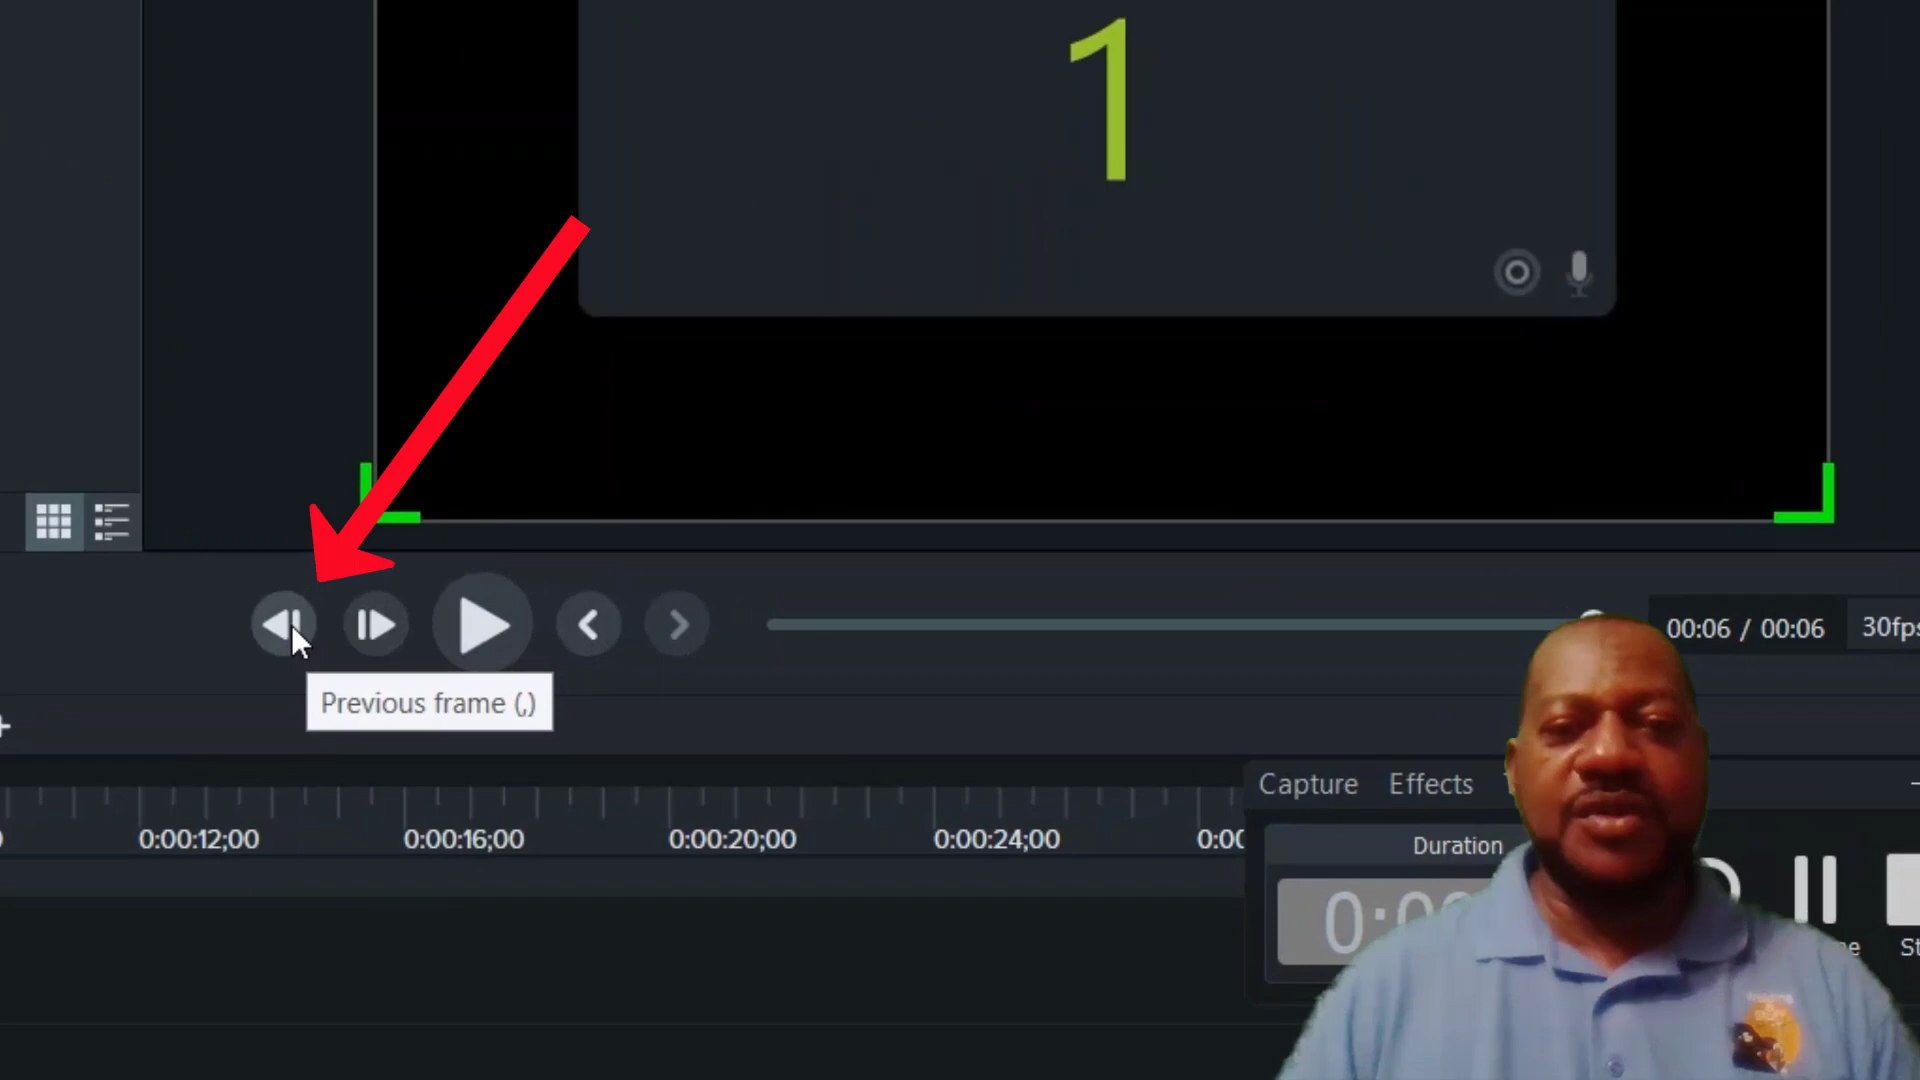 1
00:06 / 00:06
30fps
Previous frame (,)
0:00:12;00
0:00:16;00
0:00:20;00
0:00:24;00
0:00
Capture
Effects
Duration
0:00